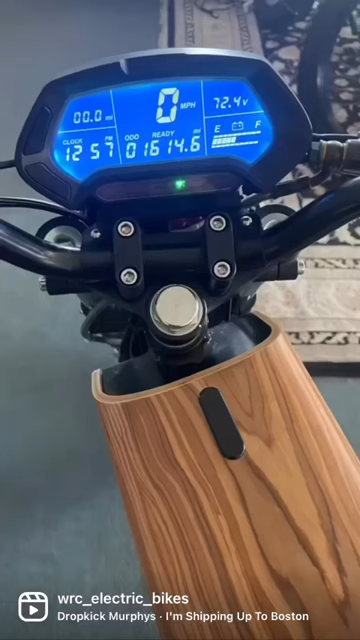 0 MPH
00.0 mi
72.4v
CLOCK PM
12 57
ODO READY mi
01614.6
E F
wrc_electric_bikes
Dropkick Murphys · I'm Shipping Up To Boston